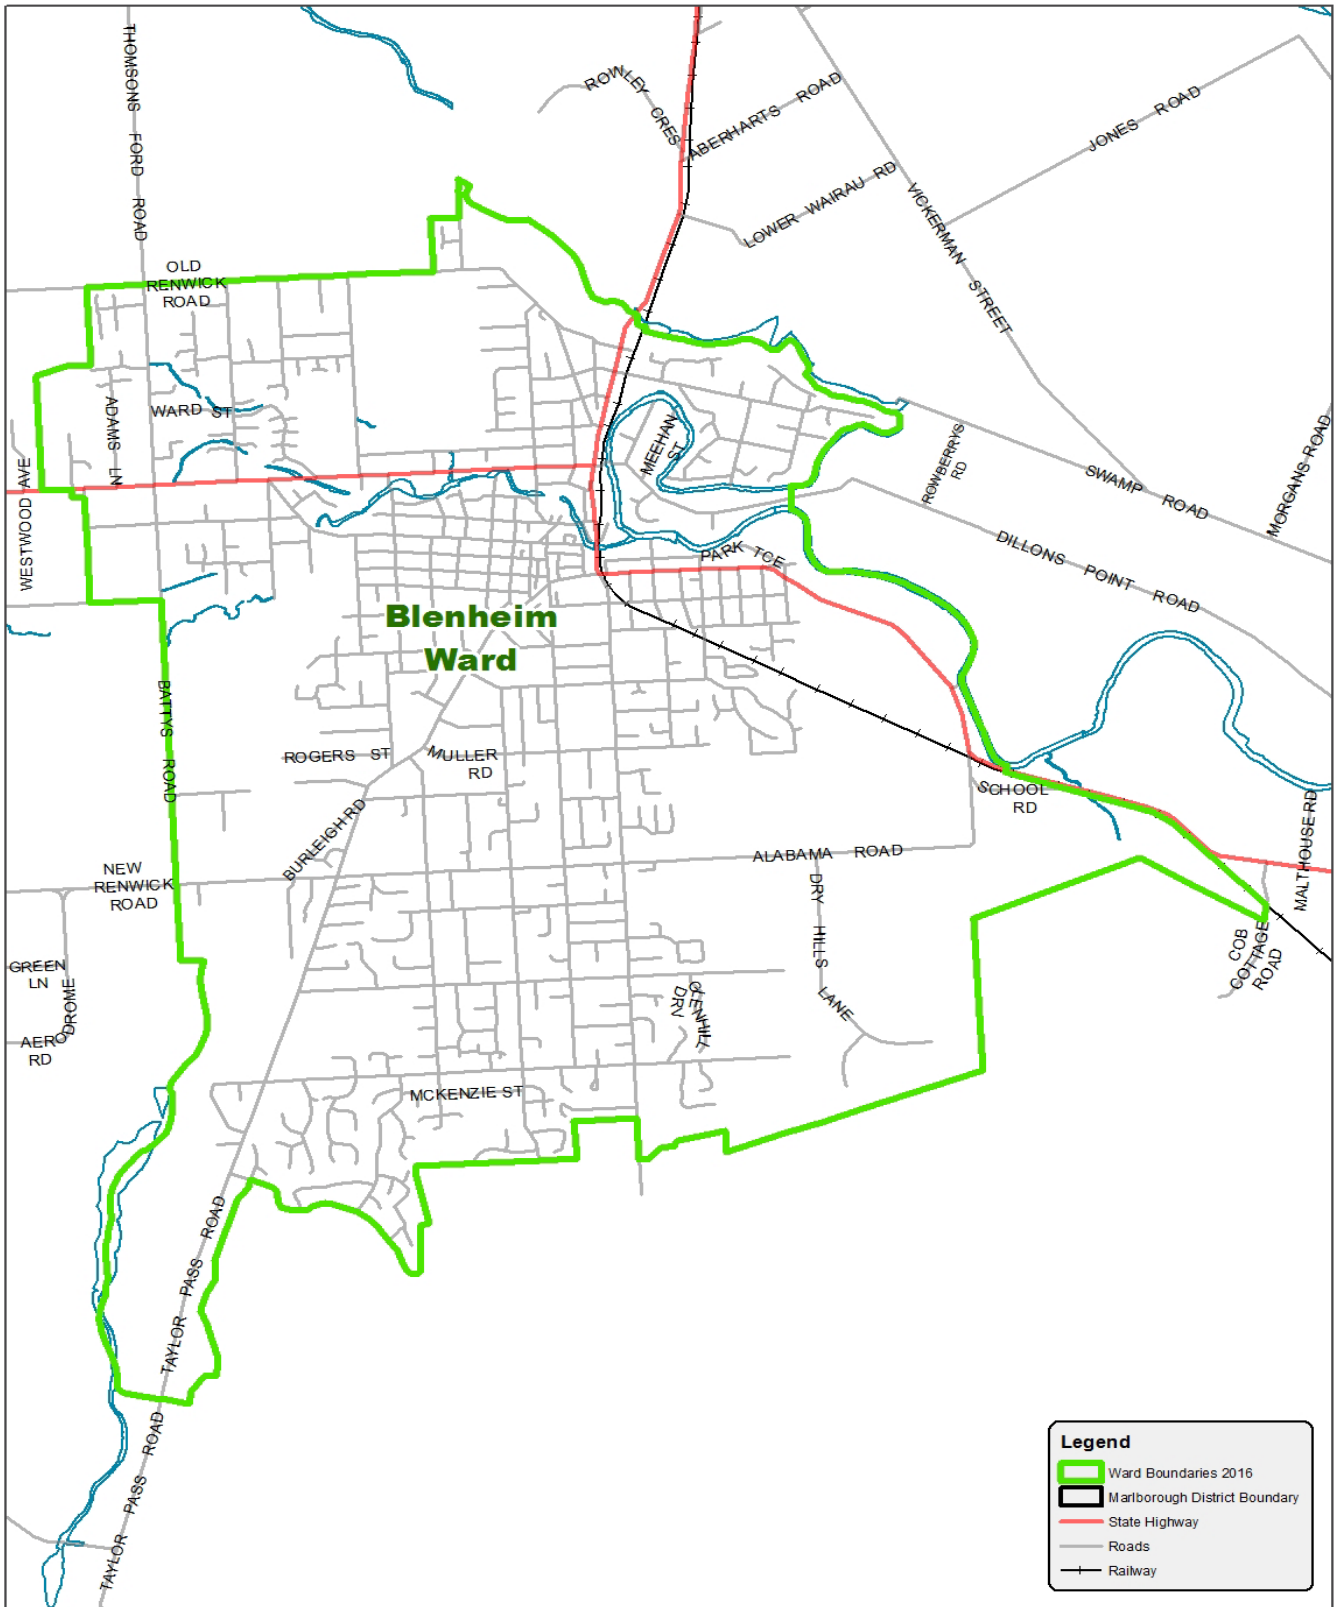 THOMSONS FORD ROAD
ROWLEY CRES
ABERHARTS ROAD
JONES ROAD
LOWER WAIRAU RD
VICKERMAN STREET
OLD
RENWICK
ROAD
ADAMS LN
WARD ST
MEEHAN
ST
WESTWOOD AVE
ROWBERRYS
RD
SWAMP ROAD
MORGANS ROAD
DILLONS POINT ROAD
PARK TCE
Blenheim
Ward
BATTYS ROAD
ROGERS ST
MULLER
RD
SCHOOL
RD
MALTHOUSE RD
BURLEIGH RD
ALABAMA ROAD
NEW
RENWICK
ROAD
DRY HILLS LANE
COB
COTTAGE
ROAD
GREEN
LN
AERODROME
RD
GLENHILL
DRV
MCKENZIE ST
TAYLOR PASS ROAD
TAYLOR PASS ROAD
Legend
Ward Boundaries 2016
Marlborough District Boundary
State Highway
Roads
Railway